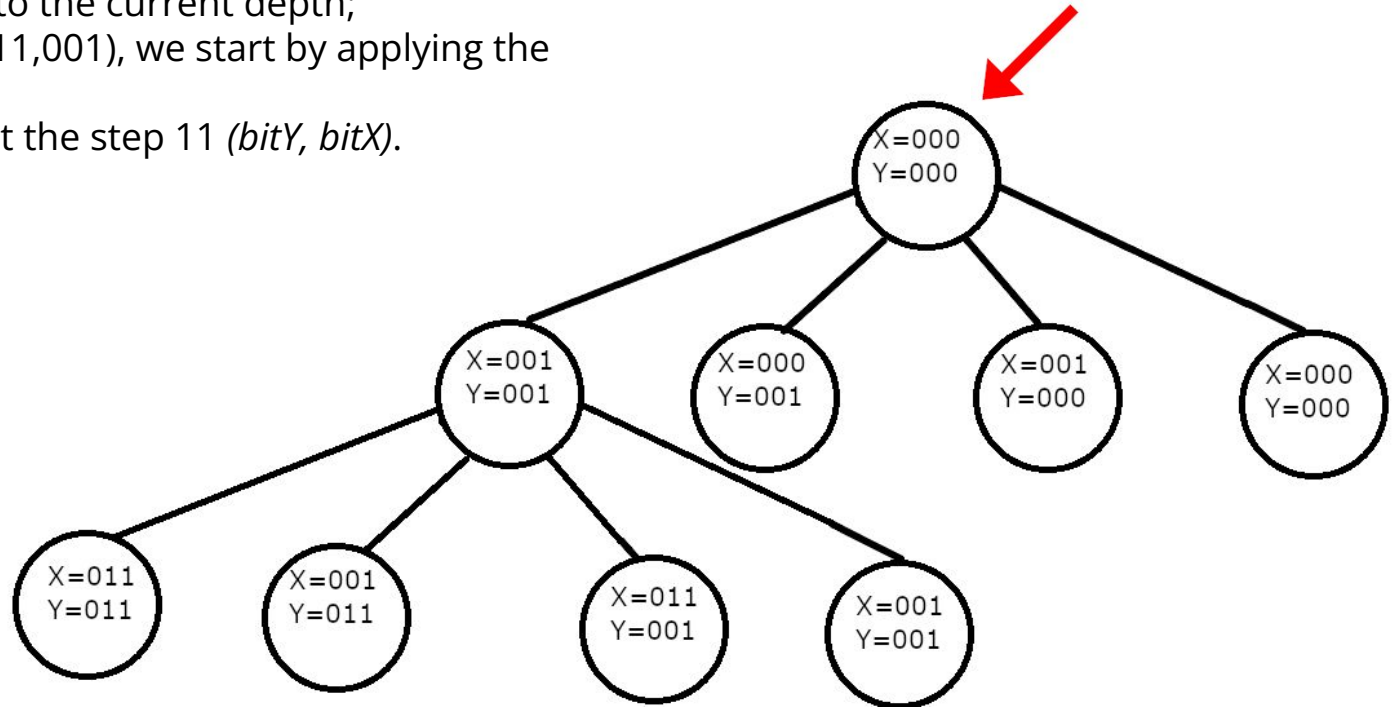 to the current depth;
11,001), we start by applying the
t the step 11 (bitY, bitX).
X=000
Y=000
X=001
Y=001
X=000
Y=001
X=001
Y=000
X=000
Y=000
X=011
Y=011
X=001
Y=011
X=011
Y=001
X=001
Y=001